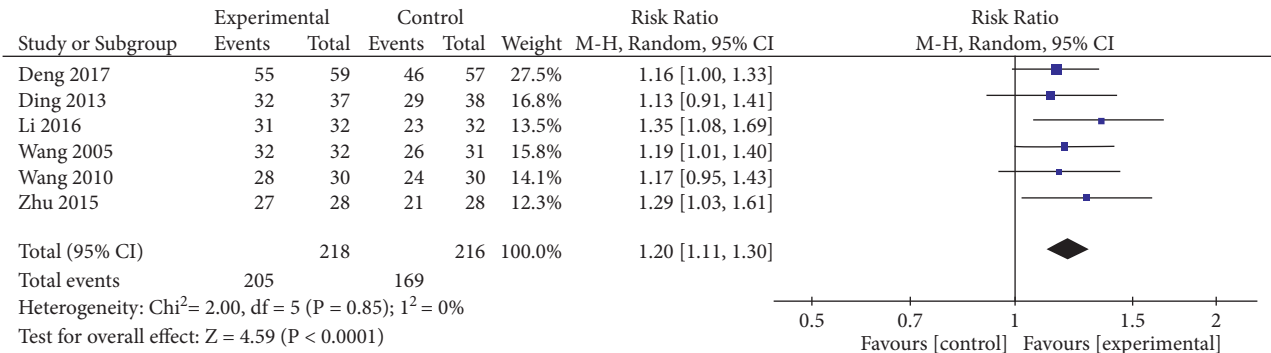 Experimental Control Risk Ratio Risk Ratio
Study or Subgroup Events Total Events Total Weight M-H, Random, 95% CI M-H, Random, 95% CI
Deng 2017 55 59 46 57 27.5% 1.16 [1.00, 1.33]
Ding 2013 32 37 29 38 16.8% 1.13 [0.91, 1.41]
Li 2016 31 32 23 32 13.5% 1.35 [1.08, 1.69]
Wang 2005 32 32 26 31 15.8% 1.19 [1.01, 1.40]
Wang 2010 28 30 24 30 14.1% 1.17 [0.95, 1.43]
Zhu 2015 27 28 21 28 12.3% 1.29 [1.03, 1.61]
Total (95% CI) 218 216 100.0% 1.20 [1.11, 1.30]
Total events 205 169
Heterogeneity: Chi²= 2.00, df = 5 (P = 0.85); 1² = 0%
Test for overall effect: Z = 4.59 (P < 0.0001)
0.5 0.7 1 1.5 2
Favours [control] Favours [experimental]